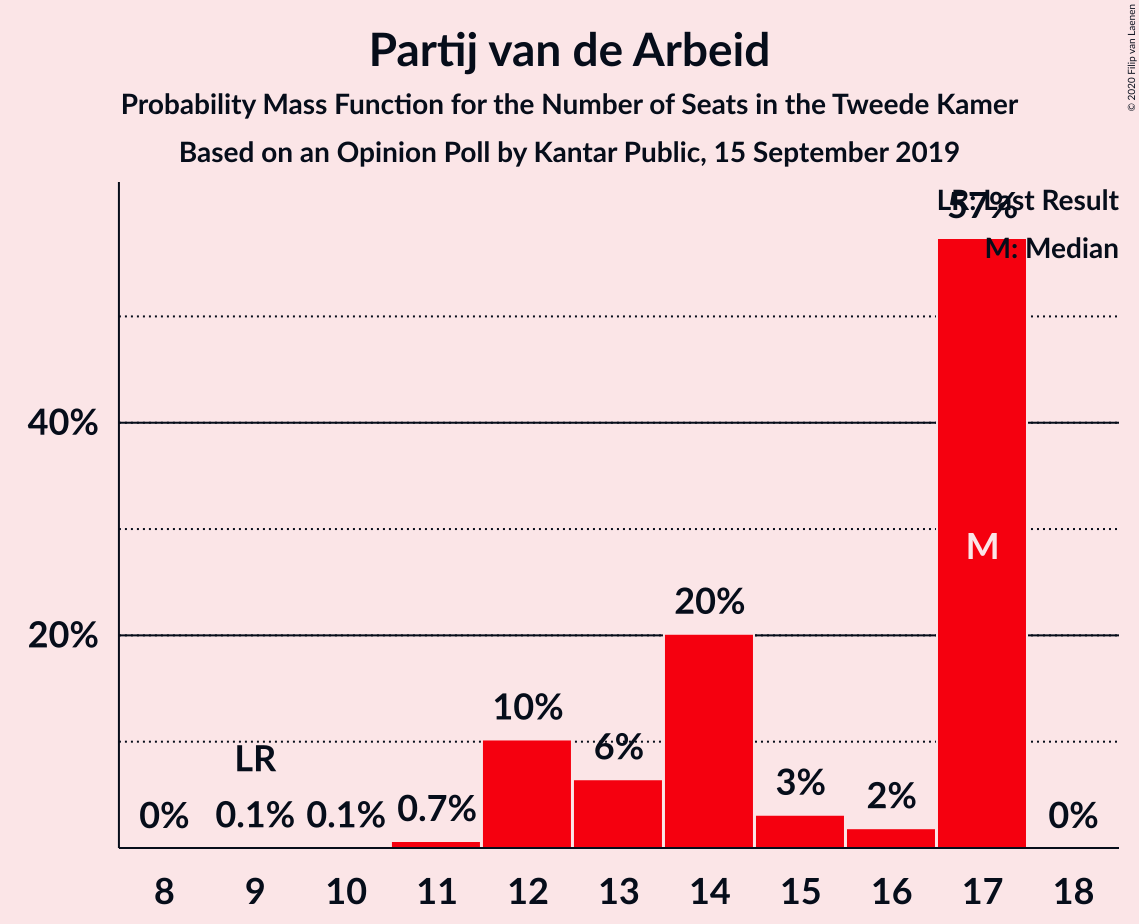 Partij van de Arbeid
Probability Mass Function for the Number of Seats in the Tweede Kamer
Based on an Opinion Poll by Kantar Public, 15 September 2019
© 2020 Filip van Laenen
LR: Last Result
M: Median
57%
40%
20%
M
20%
10%
6%
LR
3%
2%
0%
0.1%
0.1%
0.7%
0%
8 9 10 11 12 13 14 15 16 17 18